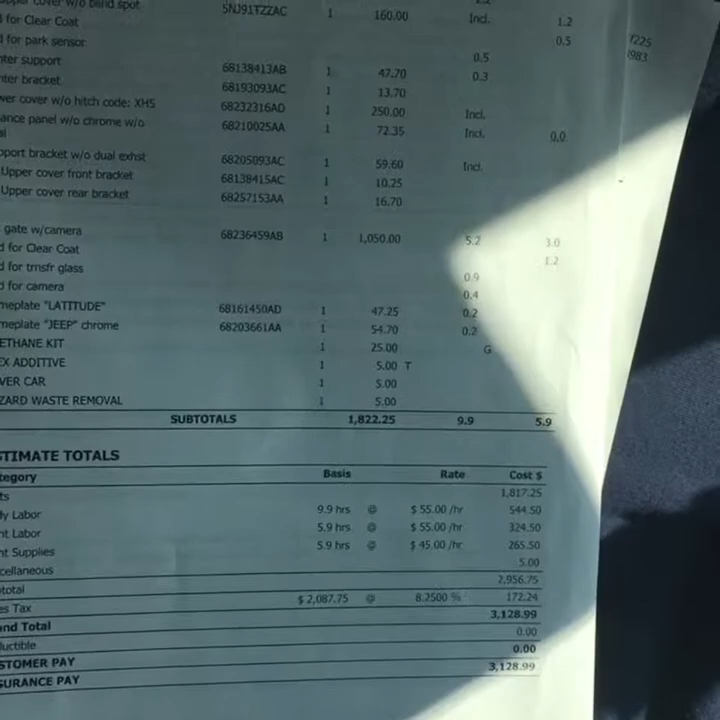 upper cover w/o blind spot 5NJ91TZZAC 1 160.00 Incl.
d for Clear Coat 1.2
d for park sensor 0.5 0.5
nter support 68138413AB 1 47.70 0.3
nter bracket 68193093AC 1 13.70
wer cover w/o hitch code: XH5 68232316AD 1 250.00 Incl.
ance panel w/o chrome w/o 68210025AA 1 72.35 Incl. 0.0
al
pport bracket w/o dual exhst 68205093AC 1 59.60 Incl.
Upper cover front bracket 68138415AC 1 10.25
Upper cover rear bracket 68257153AA 1 16.70
gate w/camera 68236459AB 1 1,050.00 5.2 3.0
d for Clear Coat 1.2
d for trnsfr glass 0.9
d for camera 0.4
meplate "LATITUDE" 68161450AD 1 47.25 0.2
meplate "JEEP" chrome 68203661AA 1 54.70 0.2
ETHANE KIT 1 25.00 G
EX ADDITIVE 1 5.00 T
VER CAR 1 5.00
ZARD WASTE REMOVAL 1 5.00
SUBTOTALS 1,822.25 9.9 5.9
STIMATE TOTALS
tegory Basis Rate Cost $
ts 1,817.25
dy Labor 9.9 hrs @ $ 55.00 /hr 544.50
nt Labor 5.9 hrs @ $ 55.00 /hr 324.50
nt Supplies 5.9 hrs @ $ 45.00 /hr 265.50
cellaneous 5.00
total 2,956.75
es Tax $ 2,087.75 @ 8.2500 % 172.24
and Total 3,128.99
uctible 0.00
STOMER PAY 0.00
SURANCE PAY 3,128.99